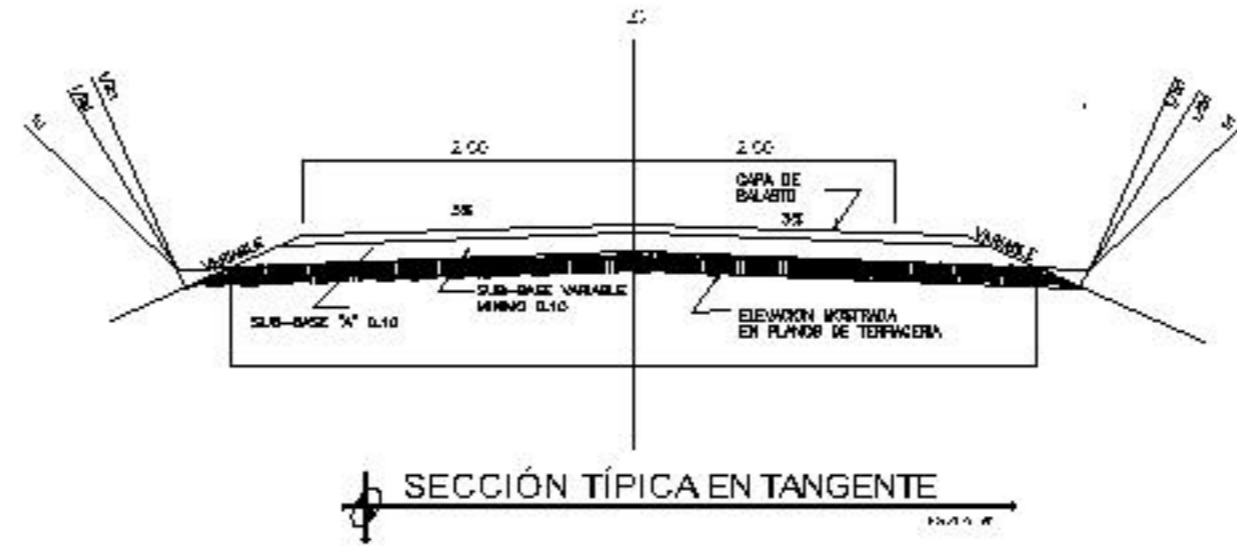 2.00
2.00
CAPA DE
BALASTO
3%
3%
VARIABLE
VARIABLE
SUB-BASE VARIABLE
MINIMO 0.10
SUB-BASE "A" 0.10
ELEVACION MOSTRADA
EN PLANOS DE TERRACERIA
SECCIÓN TÍPICA EN TANGENTE